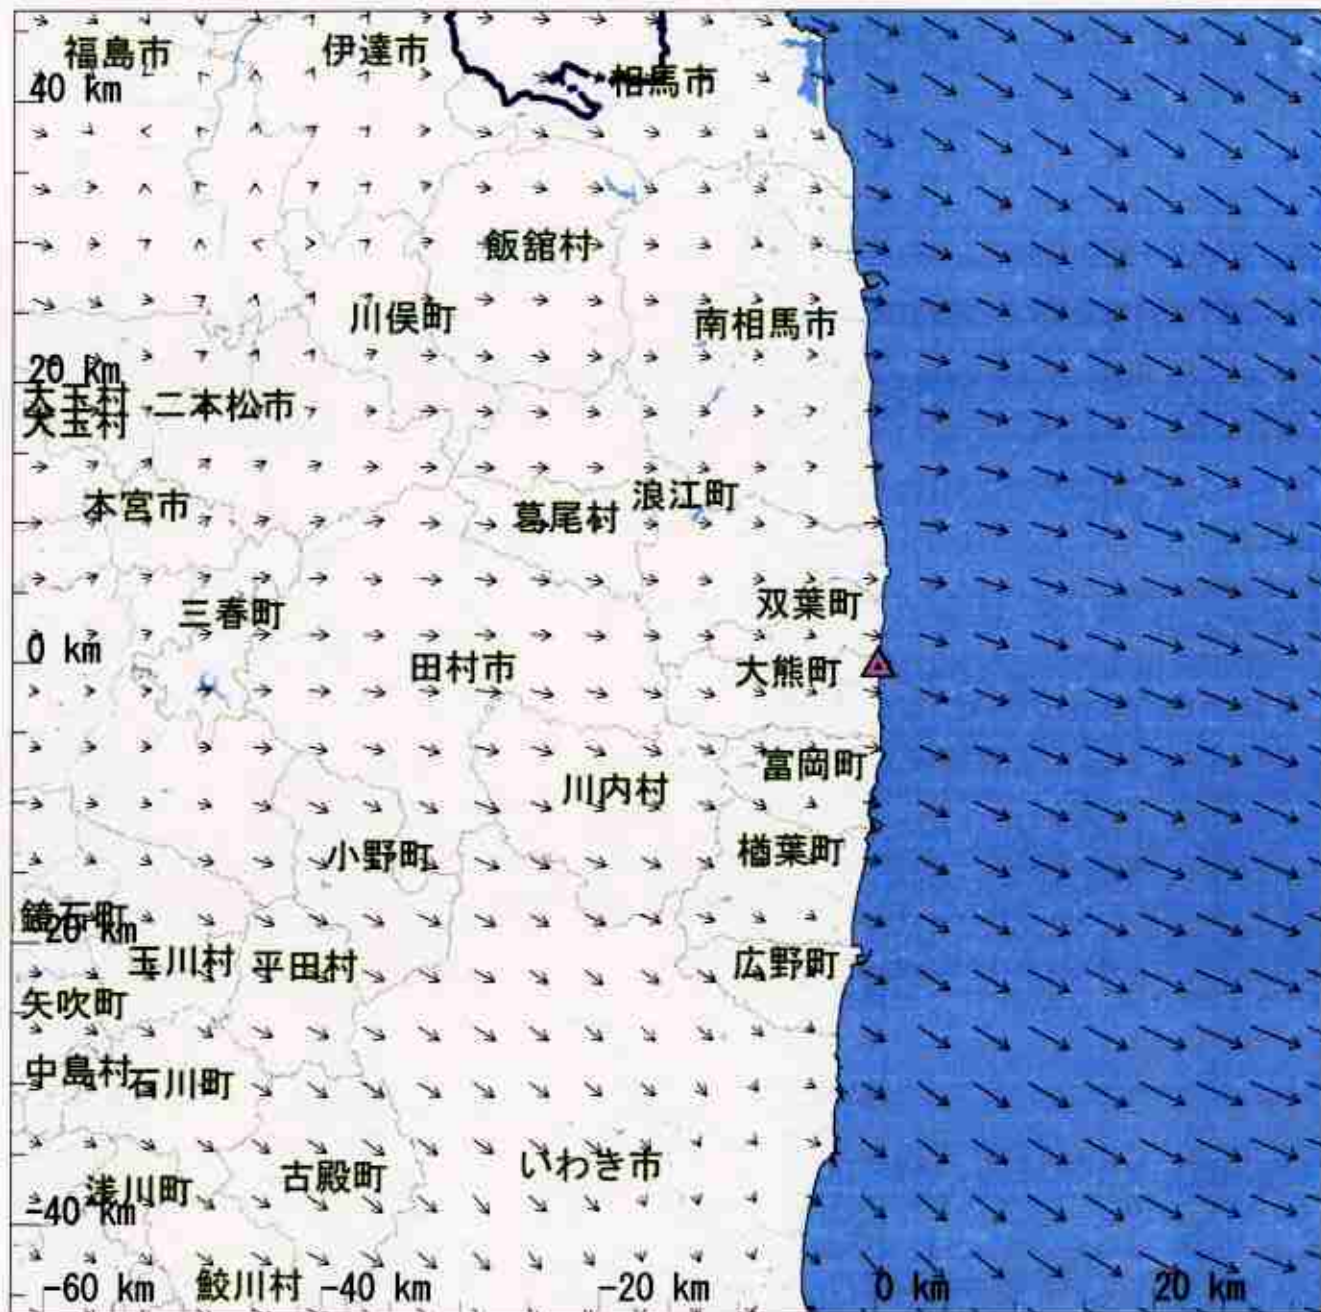 福島市
伊達市
相馬市
40 km
飯舘村
川俣町
南相馬市
20 km
大玉村
二本松市
大玉村
本宮市
葛尾村
浪江町
三春町
双葉町
0 km
田村市
大熊町
富岡町
川内村
小野町
楢葉町
鏡石町
-20 km
玉川村
平田村
広野町
矢吹町
中島村
石川町
いわき市
古殿町
浅川町
-40 km
鮫川村
-60 km
-40 km
-20 km
0 km
20 km